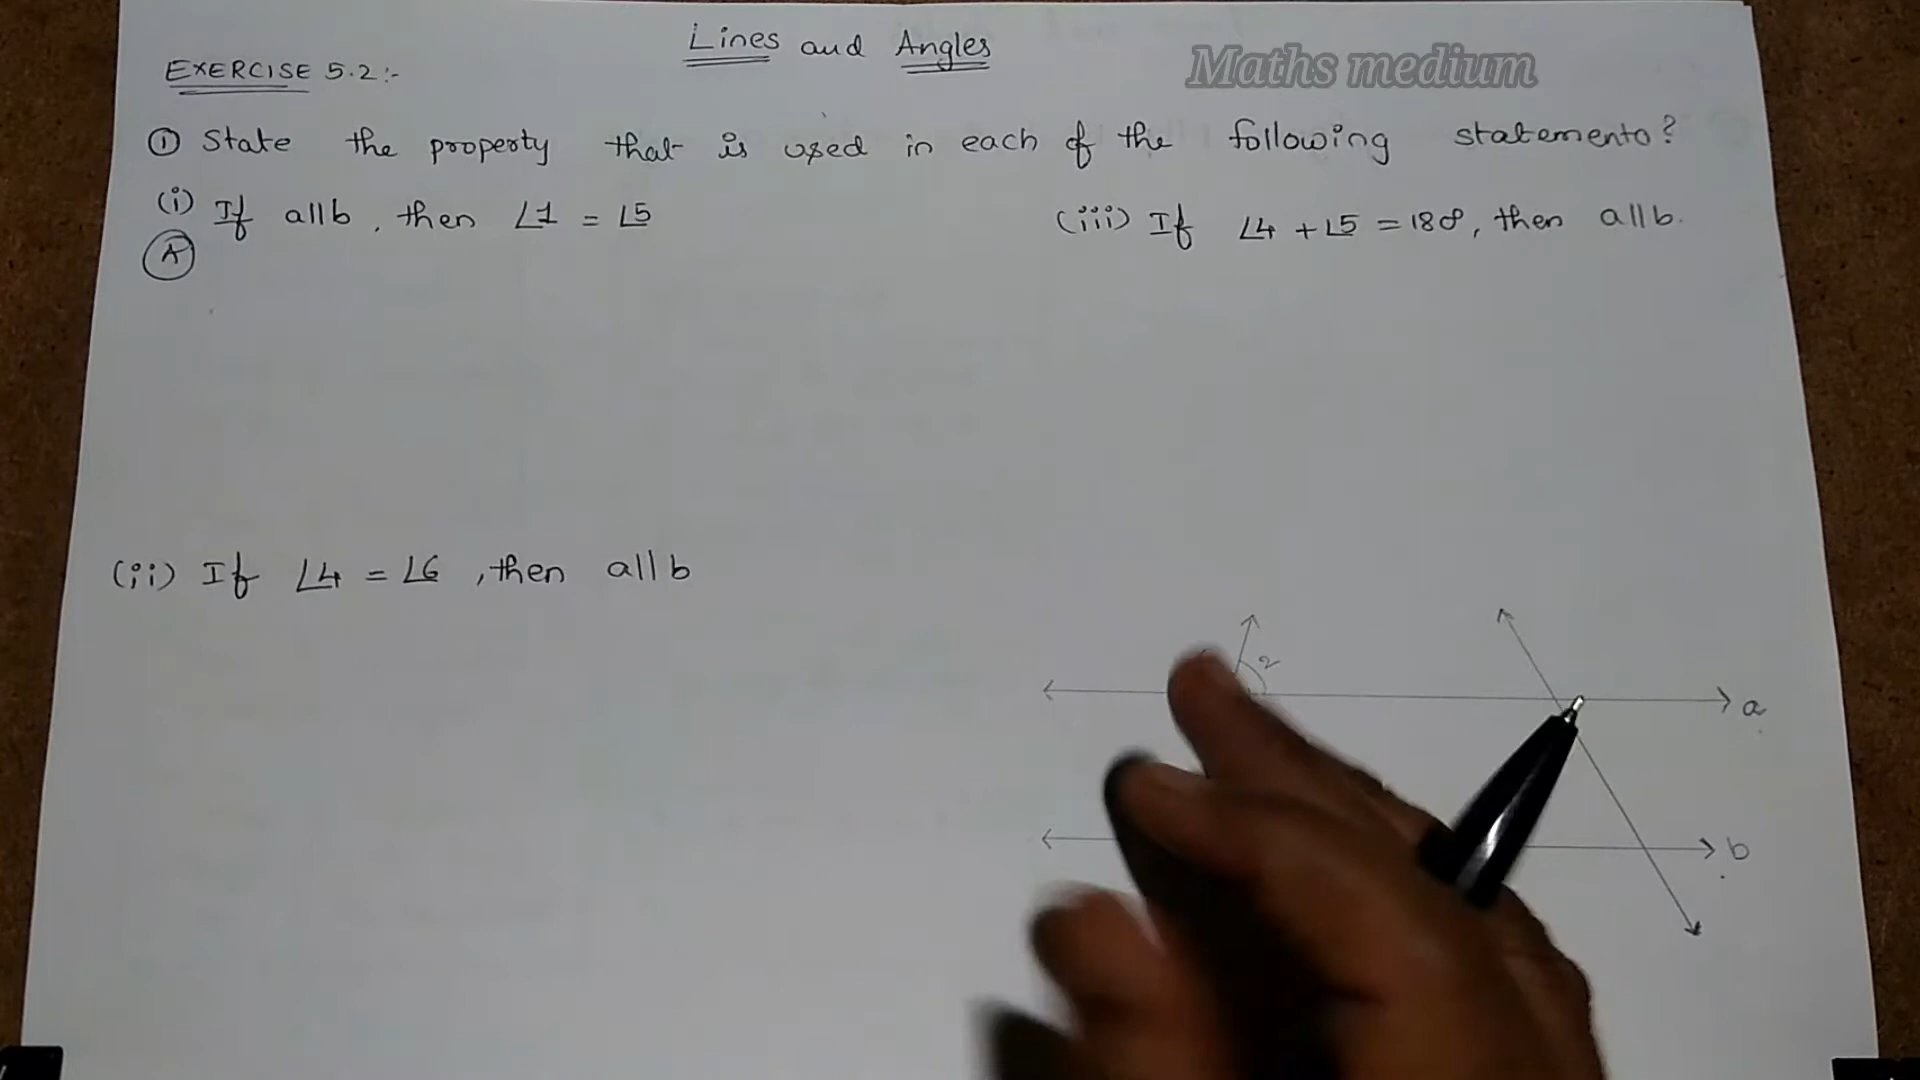 Lines and Angles
Maths medium
EXERCISE 5.2:-
① State the property that is used in each of the following statements?
(i) If a||b, then ∠1 = ∠5
(iii) If ∠4 + ∠5 = 180°, then a||b.
Ⓐ
(ii) If ∠4 = ∠6, then a||b
2
a
b